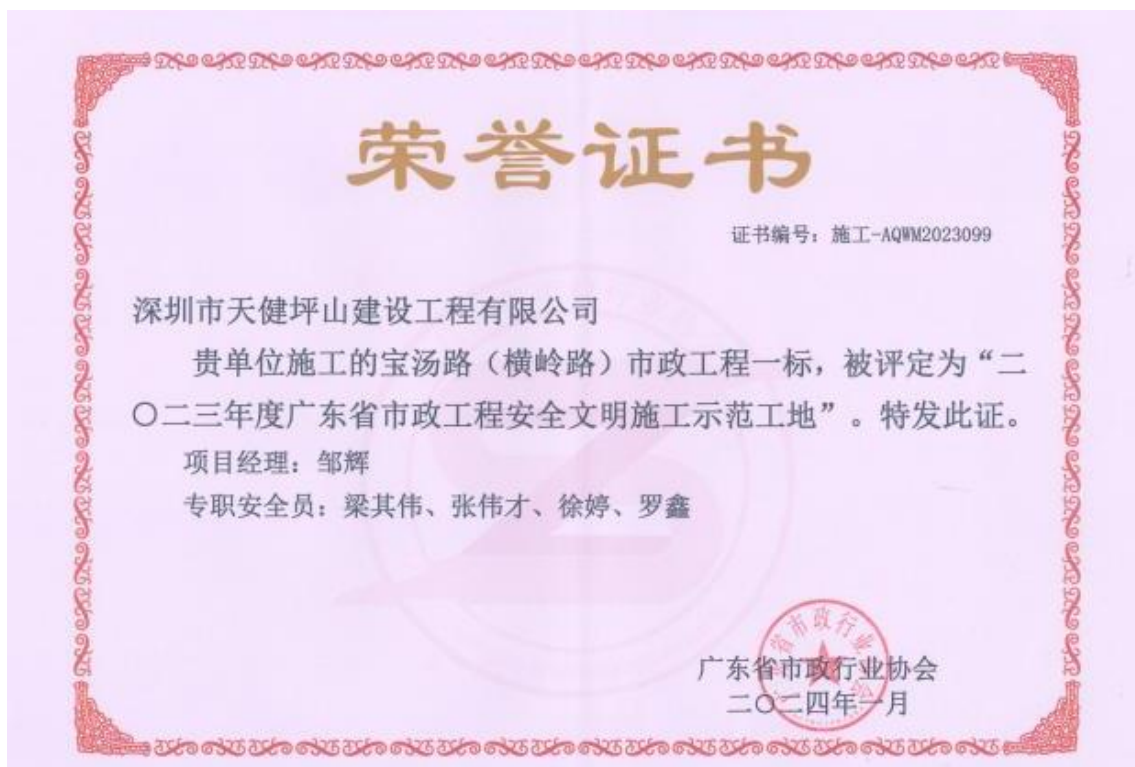 荣誉证书
证书编号：施工-AQWM2023099
深圳市天健坪山建设工程有限公司
贵单位施工的宝汤路（横岭路）市政工程一标，被评定为“二
〇二三年度广东省市政工程安全文明施工示范工地”。特发此证。
项目经理：邹辉
专职安全员：梁其伟、张伟才、徐婷、罗鑫
广东省市政行业协会
二〇二四年一月